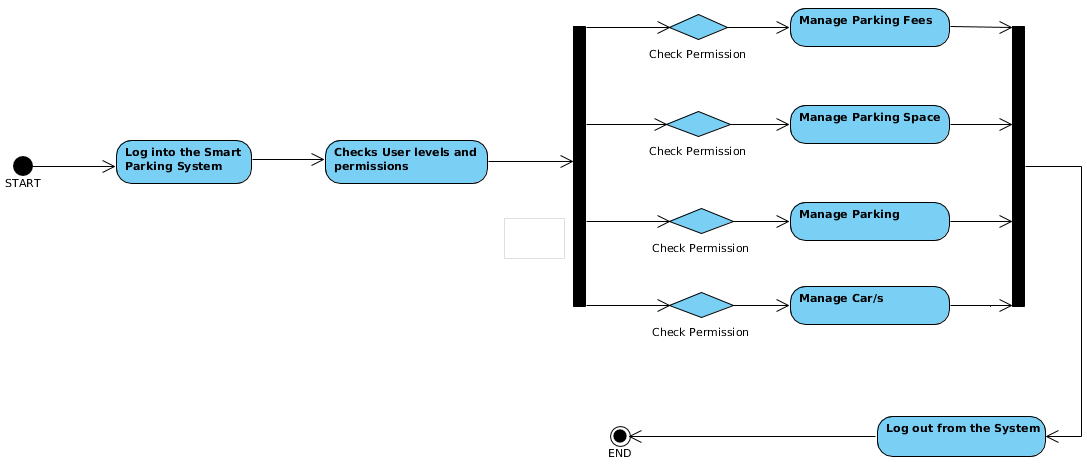 Manage Parking Fees
Check Permission
Manage Parking Space
Check Permission
Log into the Smart
Parking System
Checks User levels and
permissions
START
Manage Parking
Check Permission
Manage Car/s
Check Permission
Log out from the System
END